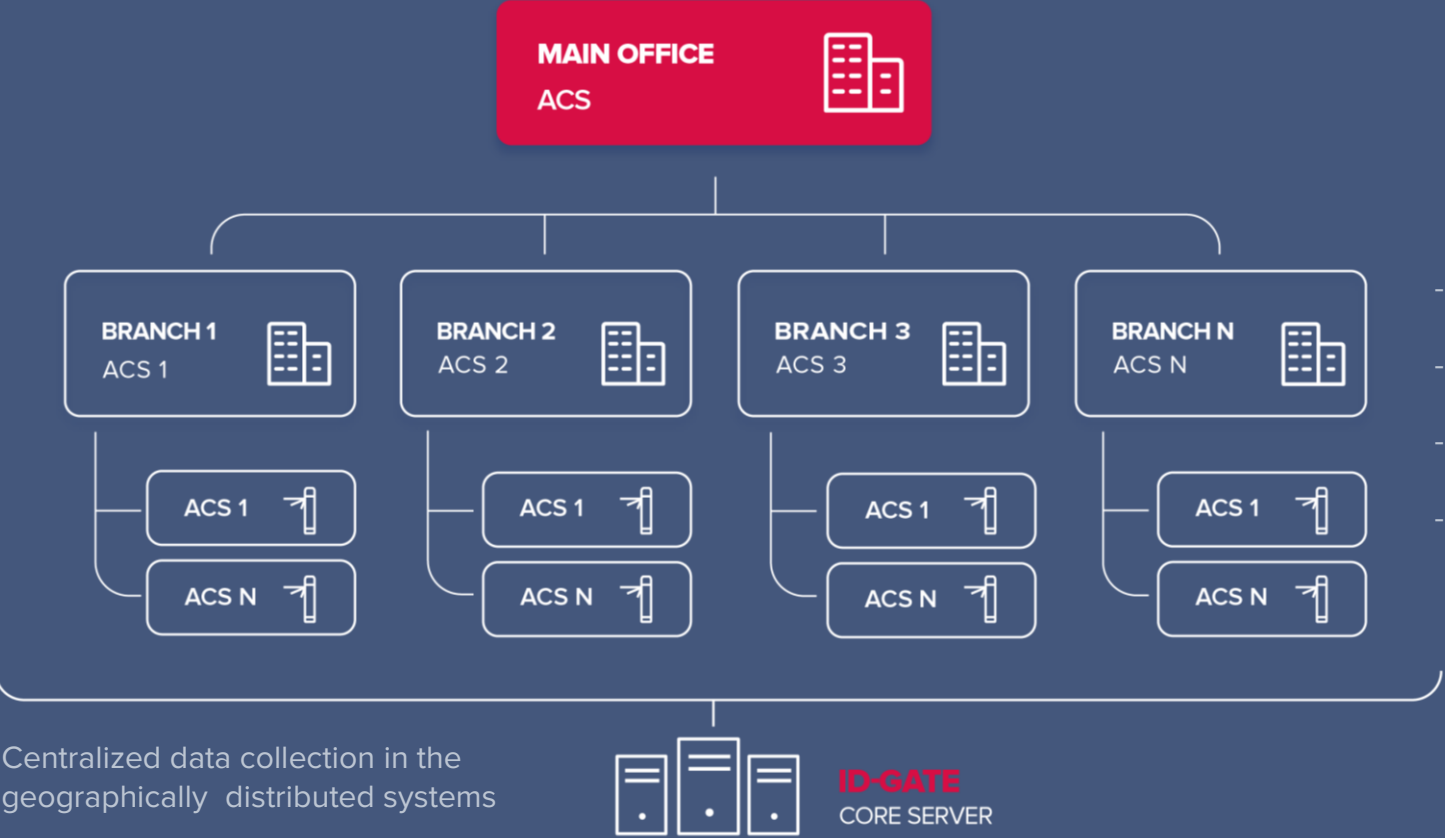 MAIN OFFICE
ACS
BRANCH 1
ACS 1
BRANCH 2
ACS 2
BRANCH 3
ACS 3
BRANCH N
ACS N
ACS 1
ACS N
ACS 1
ACS N
ACS 1
ACS N
ACS 1
ACS N
Centralized data collection in the
geographically distributed systems
ID-GATE
CORE SERVER